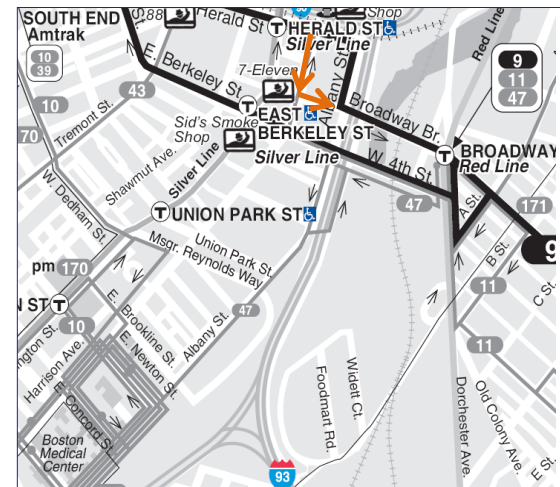 SOUTH END
Amtrak
10
39
88
Herald St
HERALD ST
Silver Line
Shop
Red Line
9
11
47
E. Berkeley St
7-Eleven
Albany St
43
10
70
Tremont St.
Sid's Smoke
Shop
EAST
BERKELEY ST
Silver Line
Broadway Br.
BROADWAY
Red Line
W. 4th St.
Shawmut Ave.
Silver Line
W. Dedham St.
UNION PARK ST
47
A St.
171
Union Park St.
Msgr. Reynolds Way
B St.
9
pm 170
C St.
11
N ST
10
E. Brookline St.
Albany St.
47
ington St.
Harrison Ave.
E. Newton St.
11
E. Concord St.
Foodmart Rd.
Widett Ct.
Dorchester Ave.
Old Colony Ave.
E St.
Boston
Medical
Center
93